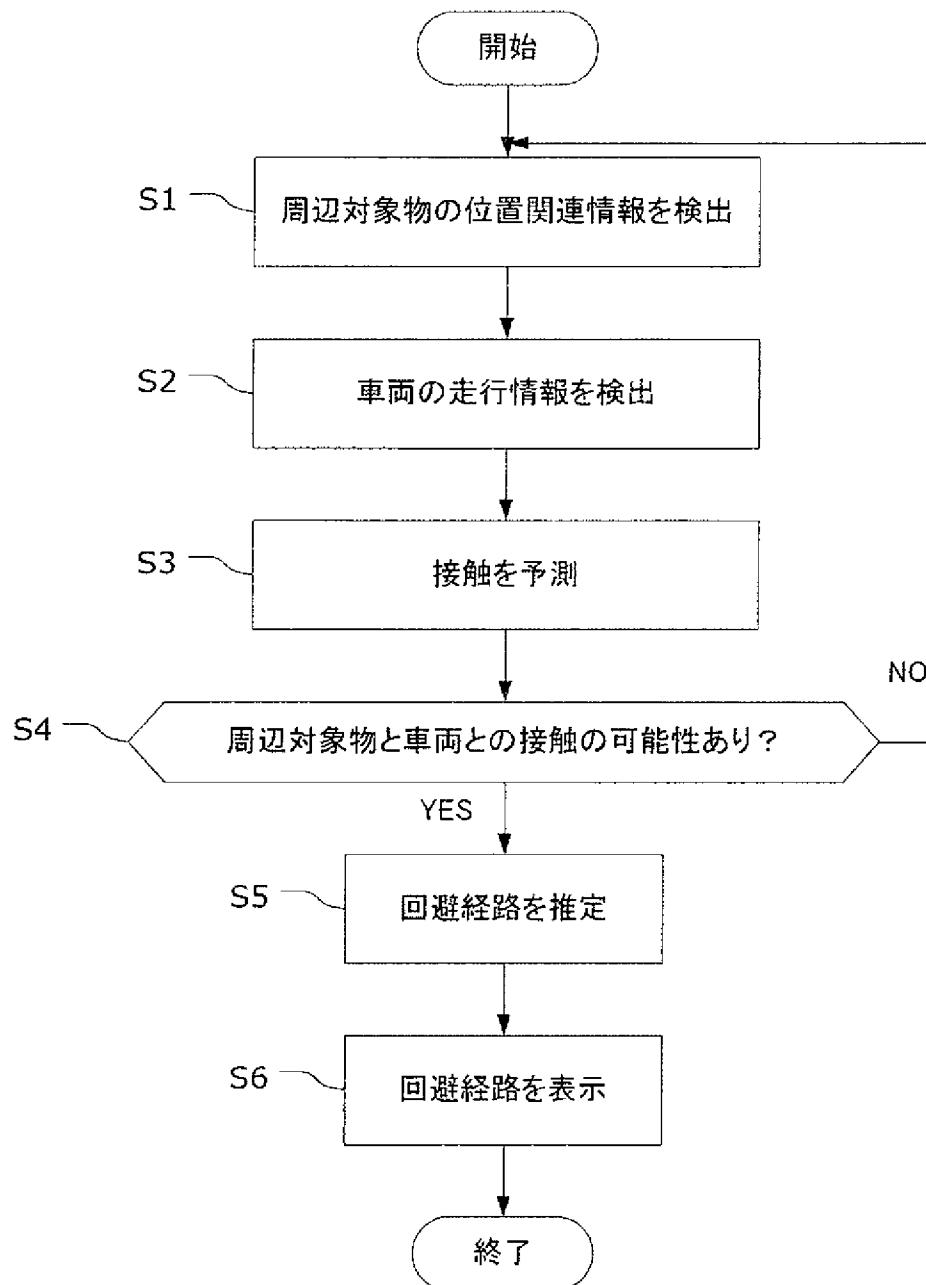 開始
S1
周辺対象物の位置関連情報を検出
S2
車両の走行情報を検出
S3
接触を予測
NO
S4
周辺対象物と車両との接触の可能性あり？
YES
S5
回避経路を推定
S6
回避経路を表示
終了